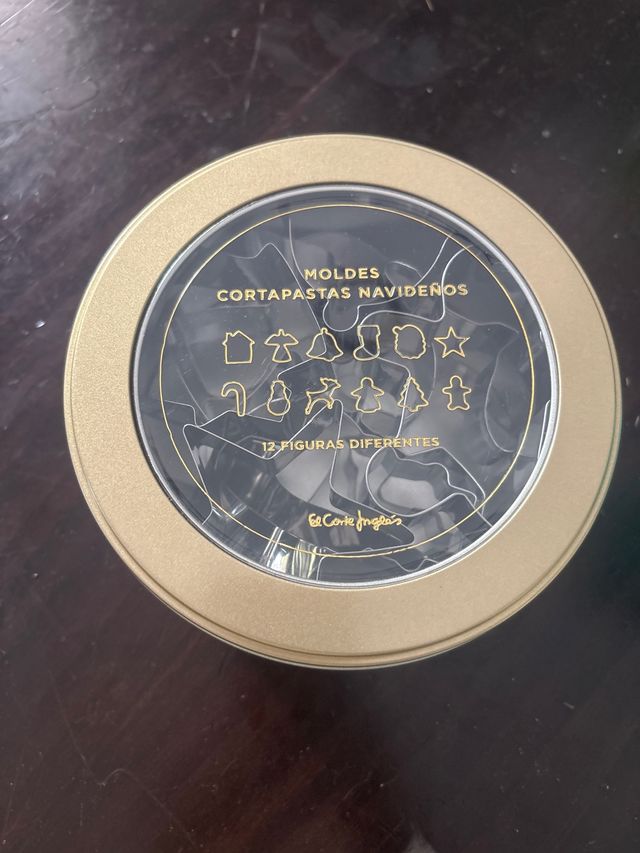 MOLDES
CORTAPASTAS NAVIDEÑOS
12 FIGURAS DIFERENTES
El Corte Inglés